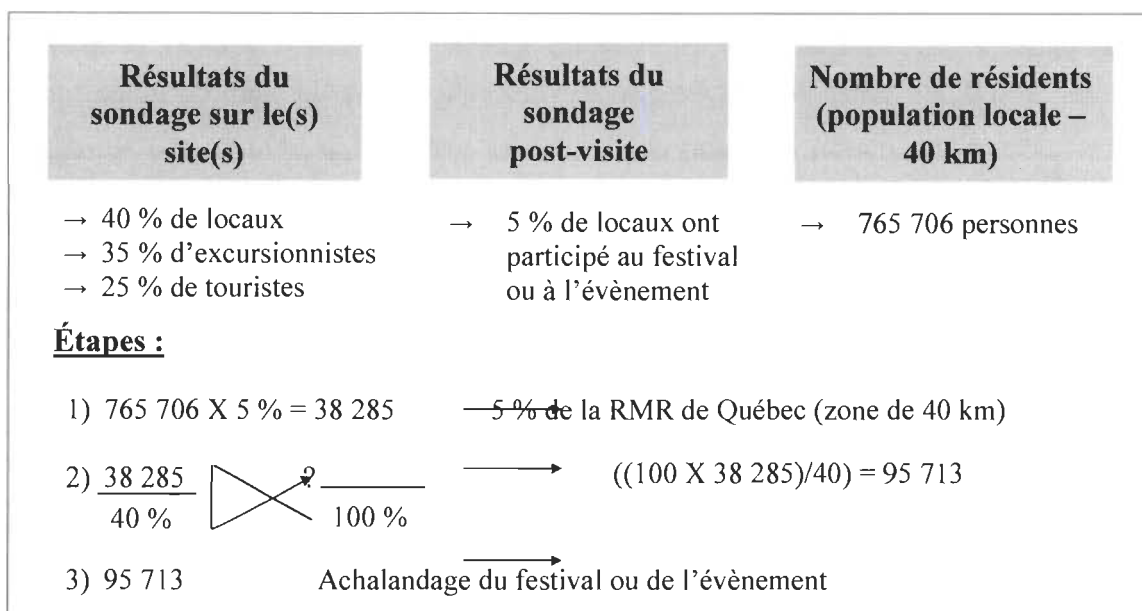 Résultats du
sondage sur le(s)
site(s)
Résultats du
sondage
post-visite
Nombre de résidents
(population locale –
40 km)
→ 40 % de locaux
→ 35 % d'excursionnistes
→ 25 % de touristes
→ 5 % de locaux ont
participé au festival
ou à l'évènement
→ 765 706 personnes
Étapes :
1) 765 706 X 5 % = 38 285 → 5 % de la RMR de Québec (zone de 40 km)
2) 38 285 ? → ((100 X 38 285)/40) = 95 713
40 % 100 %
3) 95 713 → Achalandage du festival ou de l'évènement